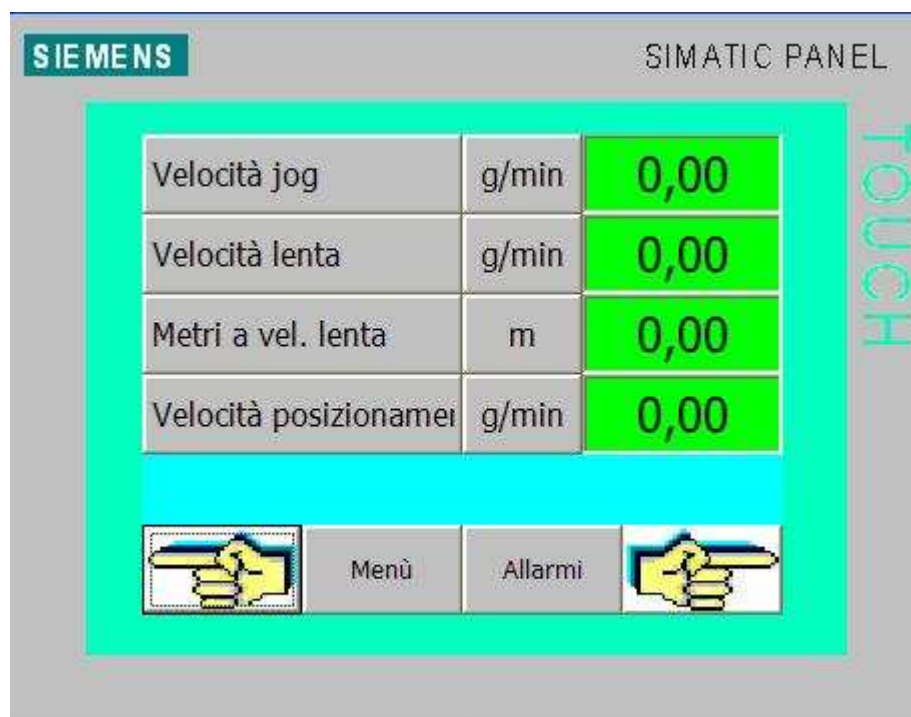 SIEMENS
SIMATIC PANEL
TOUCH
Velocità jog g/min 0,00
Velocità lenta g/min 0,00
Metri a vel. lenta m 0,00
Velocità posizionamei g/min 0,00
Menù Allarmi